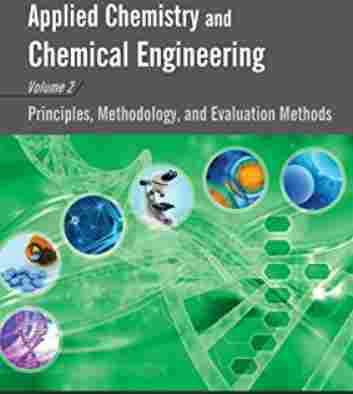 Applied Chemistry and
Chemical Engineering
Volume 2
Principles, Methodology, and Evaluation Methods